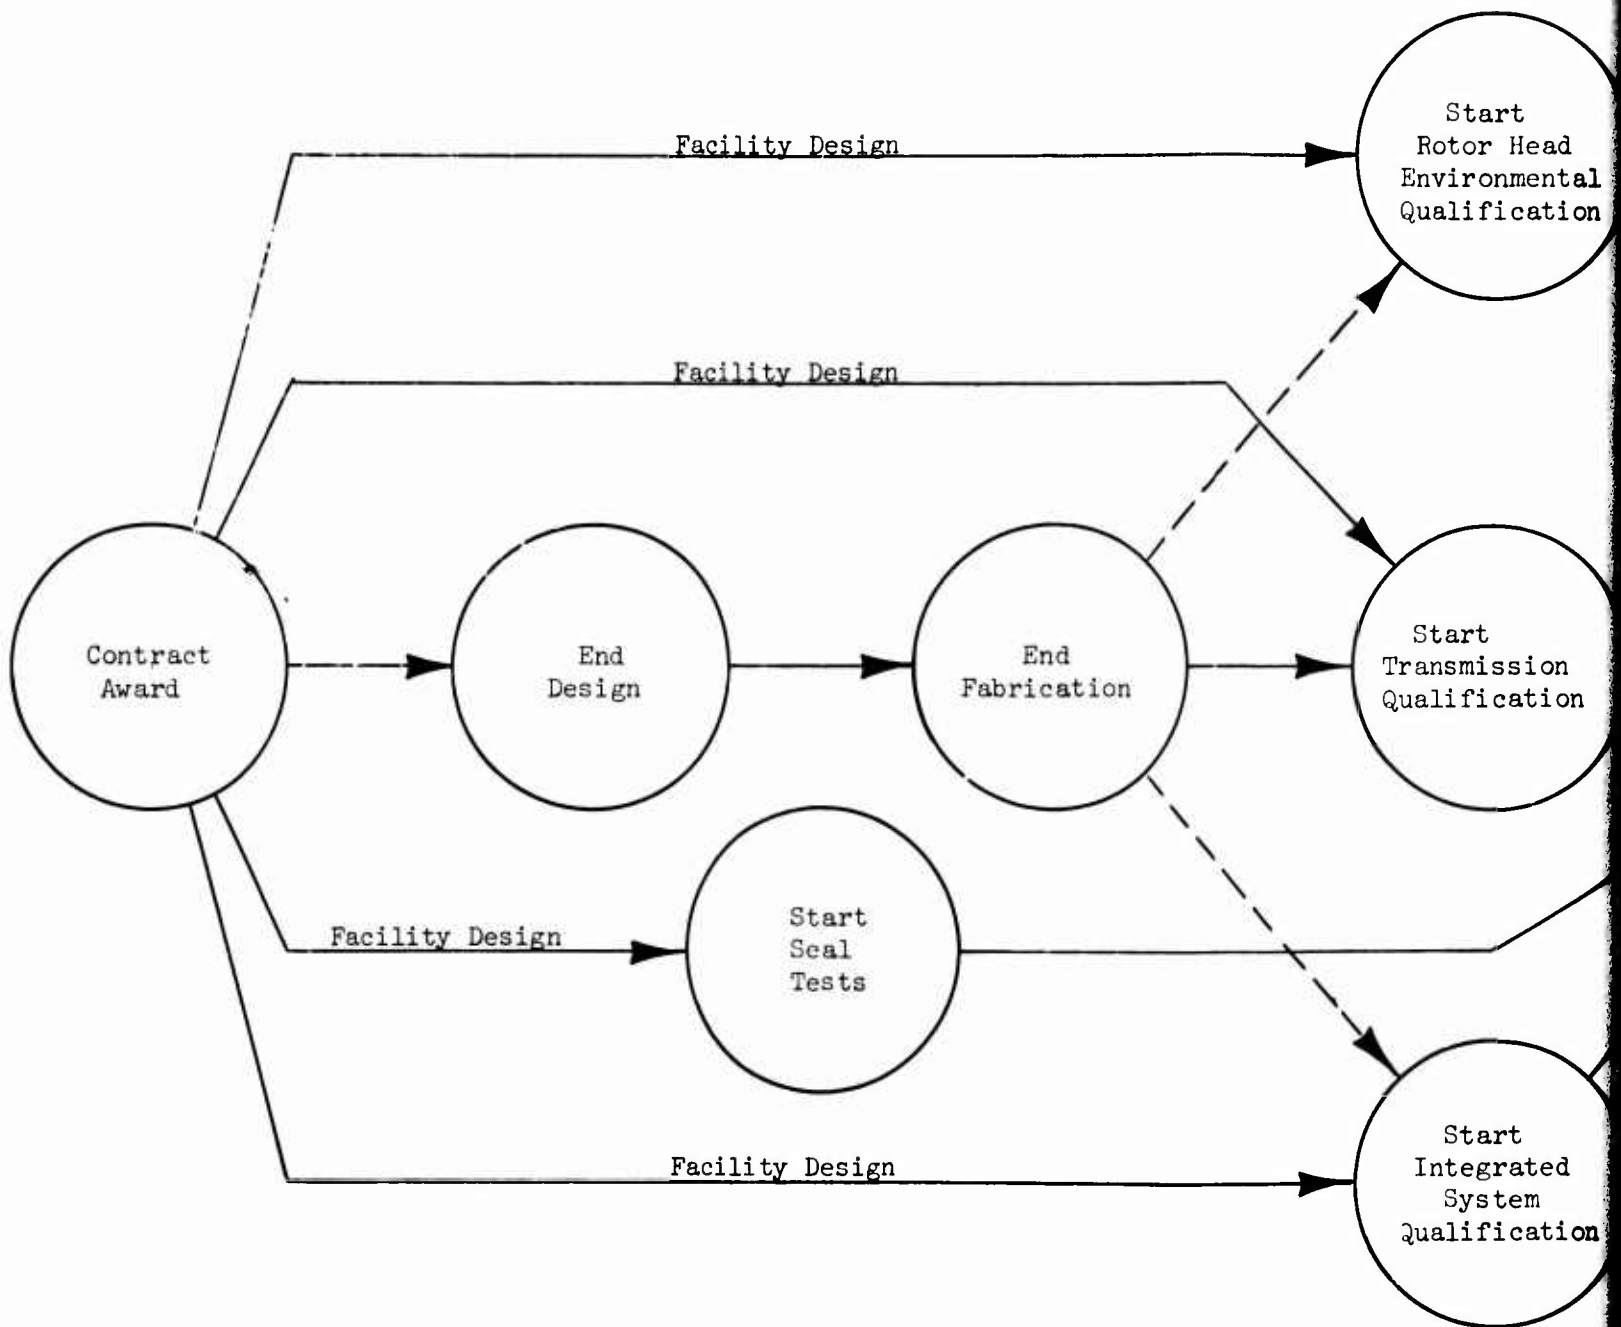 Start
Rotor Head
Environmental
Qualification
Facility Design
Facility Design
Contract
Award
End
Design
End
Fabrication
Start
Transmission
Qualification
Facility Design
Start
Seal
Tests
Facility Design
Start
Integrated
System
Qualification